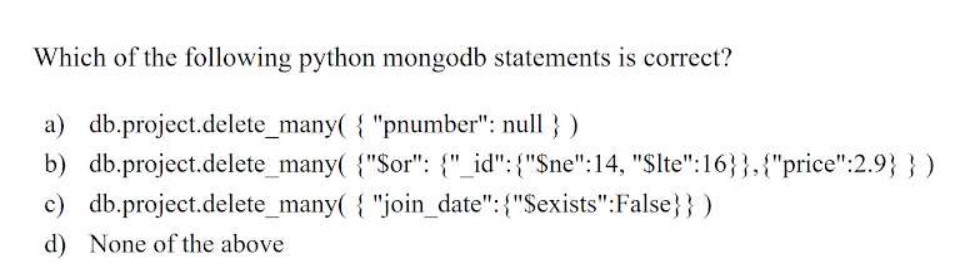 Which of the following python mongodb statements is correct?
a) db.project.delete_many( { "pnumber": null } )
b) db.project.delete_many( {"$or": {"_id":{"$ne":14, "$lte":16}},{"price":2.9} } )
c) db.project.delete_many( { "join_date":{"$exists":False}} )
d) None of the above